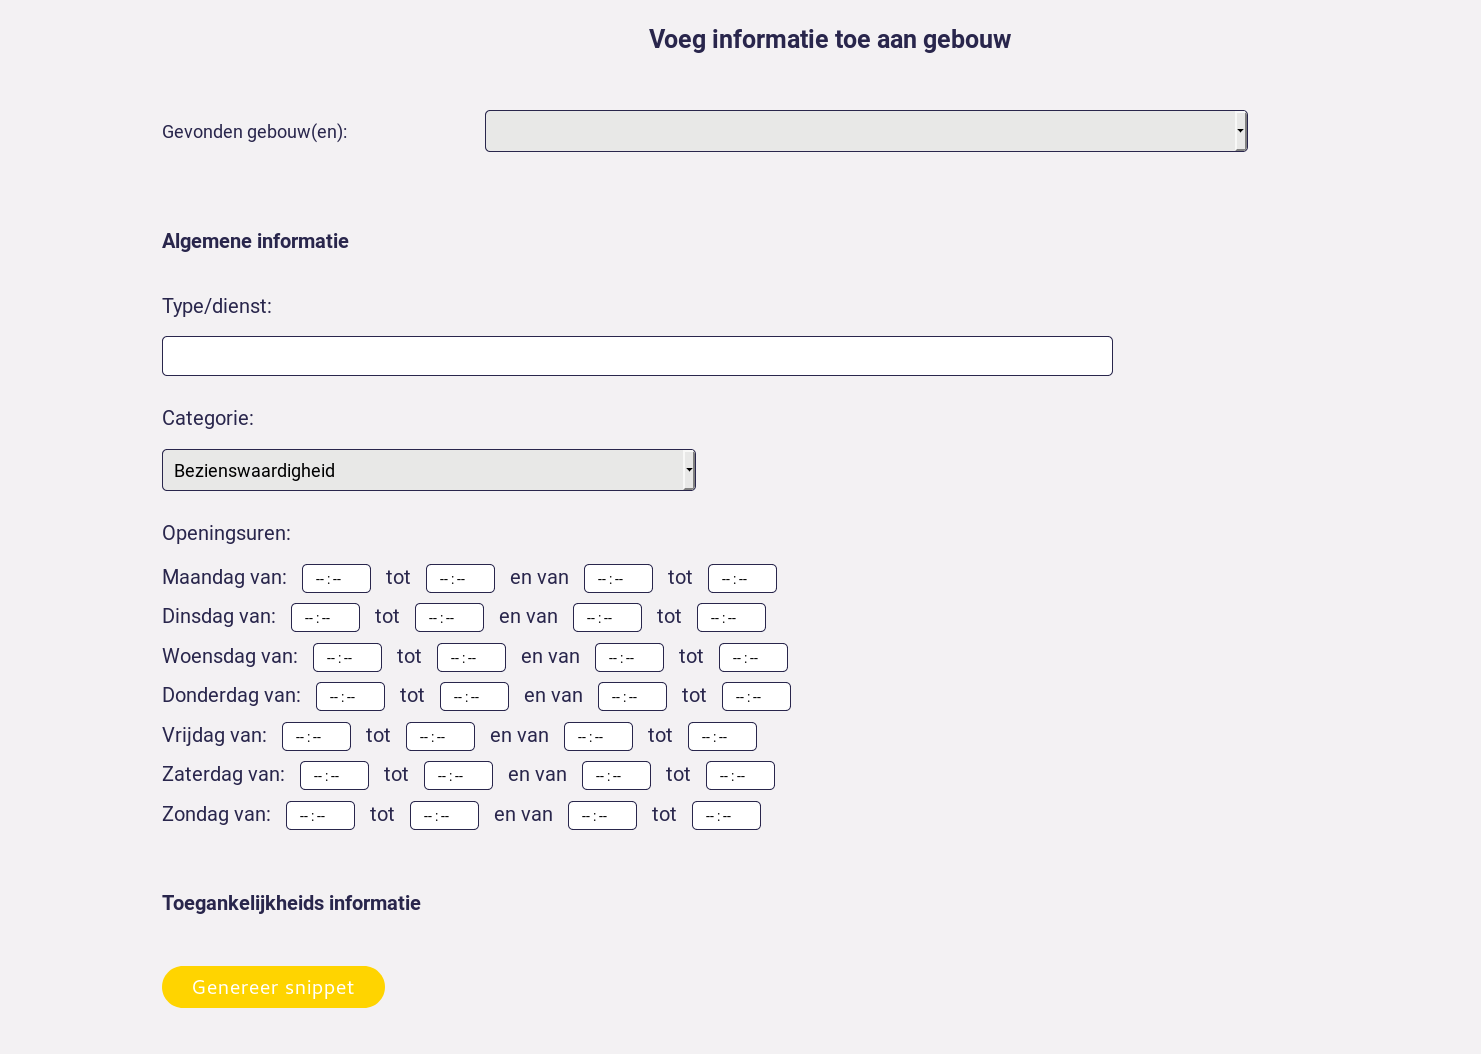 Voeg informatie toe aan gebouw
Gevonden gebouw(en):
Algemene informatie
Type/dienst:
Categorie:
Bezienswaardigheid
Openingsuren:
Maandag van: --:-- tot --:-- en van --:-- tot --:--
Dinsdag van: --:-- tot --:-- en van --:-- tot --:--
Woensdag van: --:-- tot --:-- en van --:-- tot --:--
Donderdag van: --:-- tot --:-- en van --:-- tot --:--
Vrijdag van: --:-- tot --:-- en van --:-- tot --:--
Zaterdag van: --:-- tot --:-- en van --:-- tot --:--
Zondag van: --:-- tot --:-- en van --:-- tot --:--
Toegankelijkheids informatie
Genereer snippet